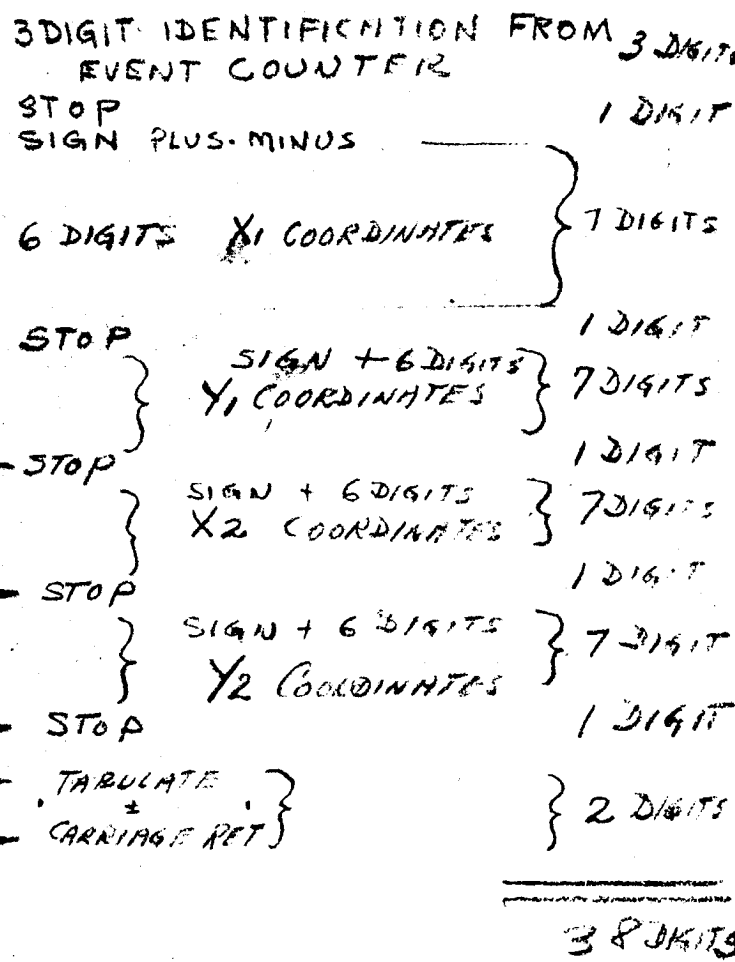 3 DIGIT IDENTIFICATION FROM 3 DIGITS
EVENT COUNTER
STOP 1 DIGIT
SIGN PLUS-MINUS
6 DIGITS X1 COORDINATES } 7 DIGITS
STOP 1 DIGIT
} SIGN + 6 DIGITS } 7 DIGITS
Y1 COORDINATES
- STOP 1 DIGIT
} SIGN + 6 DIGITS } 7 DIGITS
X2 COORDINATES
- STOP 1 DIGIT
} SIGN + 6 DIGITS } 7 DIGIT
Y2 COORDINATES
- STOP 1 DIGIT
- TABULATE
± } } 2 DIGITS
- CARRIAGE RET
38 DIGITS